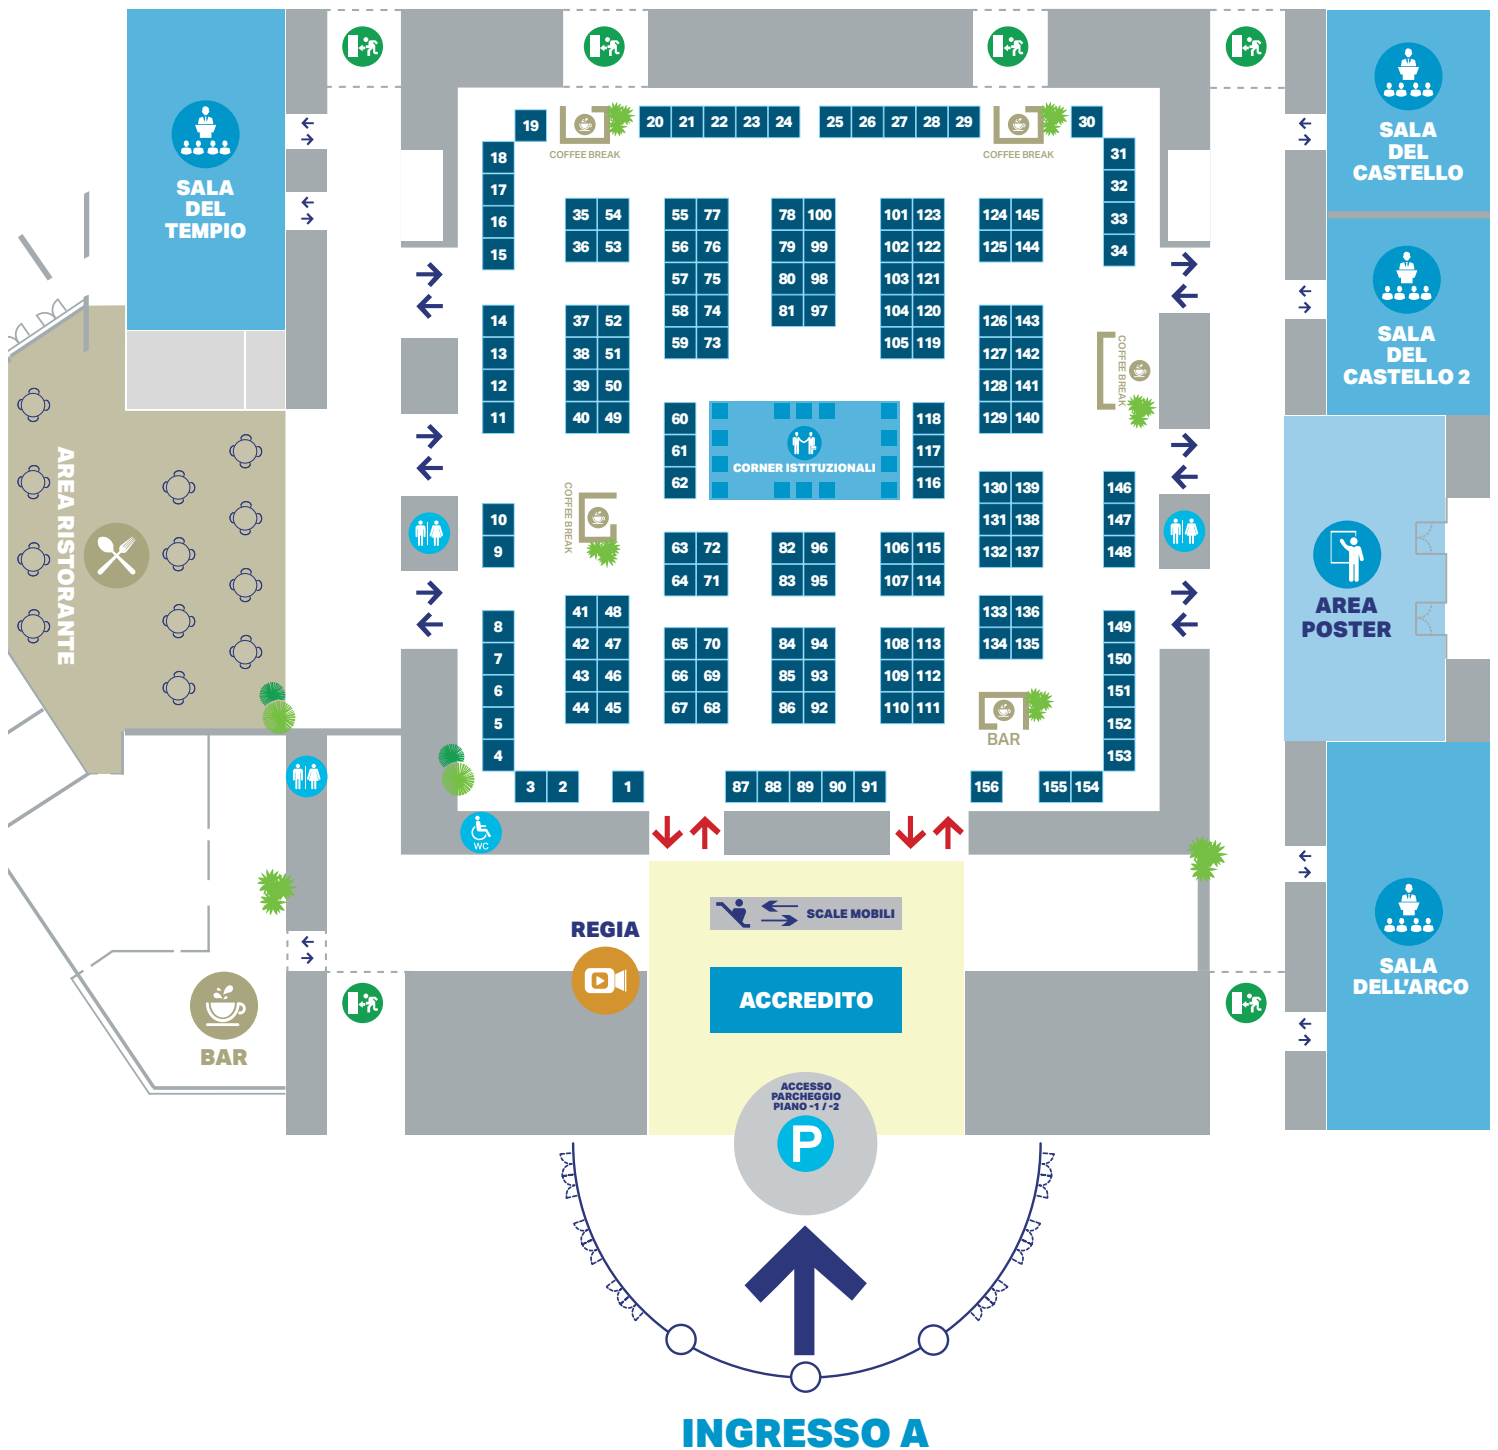 SALA
DEL
TEMPIO
SALA
DEL
CASTELLO
SALA
DEL
CASTELLO 2
AREA
POSTER
SALA
DELL'ARCO
AREA RISTORANTE
BAR
19
COFFEE BREAK
20 21 22 23 24
25 26 27 28 29
COFFEE BREAK
30
18
17
16
15
31
32
33
34
35 54
36 53
55 77
56 76
57 75
58 74
59 73
78 100
79 99
80 98
81 97
101 123
102 122
103 121
104 120
105 119
124 145
125 144
14
13
12
11
37 52
38 51
39 50
40 49
126 143
127 142
128 141
129 140
COFFEE BREAK
60
61
62
CORNER ISTITUZIONALI
118
117
116
10
9
COFFEE BREAK
63 72
64 71
82 96
83 95
106 115
107 114
130 139
131 138
132 137
146
147
148
8
7
6
5
4
41 48
42 47
43 46
44 45
65 70
66 69
67 68
84 94
85 93
86 92
108 113
109 112
110 111
133 136
134 135
BAR
149
150
151
152
153
3 2
1
87 88 89 90 91
156
155 154
WC
SCALE MOBILI
REGIA
ACCREDITO
ACCESSO
PARCHEGGIO
PIANO -1 / -2
P
INGRESSO A